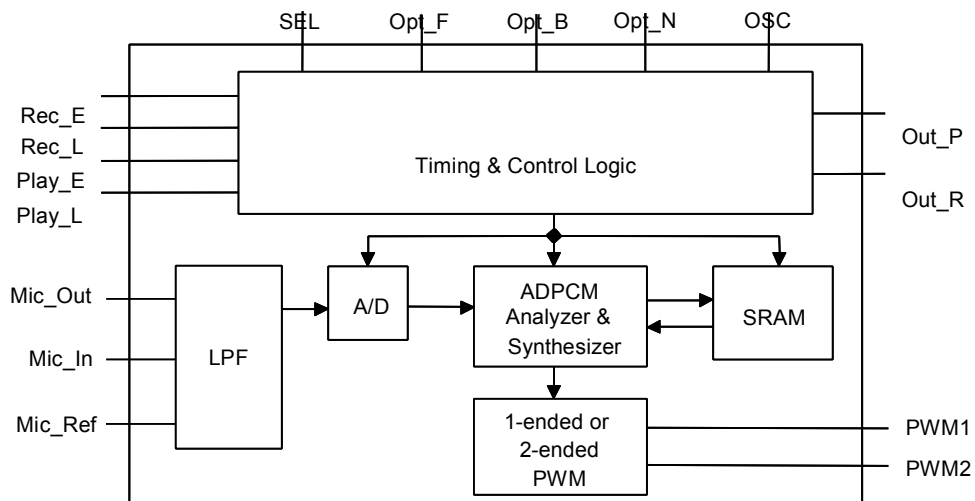 SEL Opt_F Opt_B Opt_N OSC
Rec_E
Rec_L
Play_E
Play_L
Timing & Control Logic
Out_P
Out_R
Mic_Out
Mic_In
Mic_Ref
LPF
A/D
ADPCM
Analyzer &
Synthesizer
SRAM
1-ended or
2-ended
PWM
PWM1
PWM2